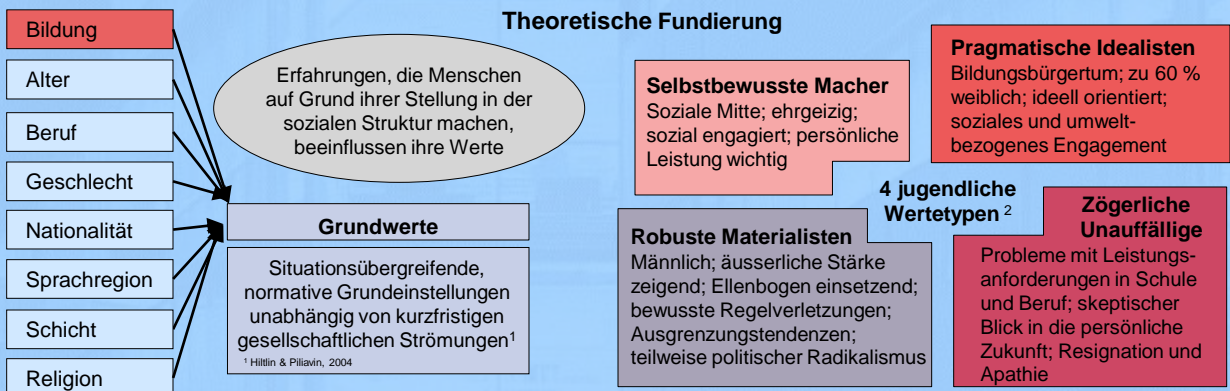 Theoretische Fundierung
Bildung
Alter
Beruf
Geschlecht
Nationalität
Sprachregion
Schicht
Religion
Erfahrungen, die Menschen
auf Grund ihrer Stellung in der
sozialen Struktur machen,
beeinflussen ihre Werte
Grundwerte
Situationsübergreifende,
normative Grundeinstellungen
unabhängig von kurzfristigen
gesellschaftlichen Strömungen¹
¹ Hiltlin & Piliavin, 2004
Selbstbewusste Macher
Soziale Mitte; ehrgeizig;
sozial engagiert; persönliche
Leistung wichtig
Pragmatische Idealisten
Bildungsbürgertum; zu 60 %
weiblich; ideell orientiert;
soziales und umwelt-
bezogenes Engagement
4 jugendliche
Wertetypen ²
Robuste Materialisten
Männlich; äusserliche Stärke
zeigend; Ellenbogen einsetzend;
bewusste Regelverletzungen;
Ausgrenzungstendenzen;
teilweise politischer Radikalismus
Zögerliche
Unauffällige
Probleme mit Leistungs-
anforderungen in Schule
und Beruf; skeptischer
Blick in die persönliche
Zukunft; Resignation und
Apathie